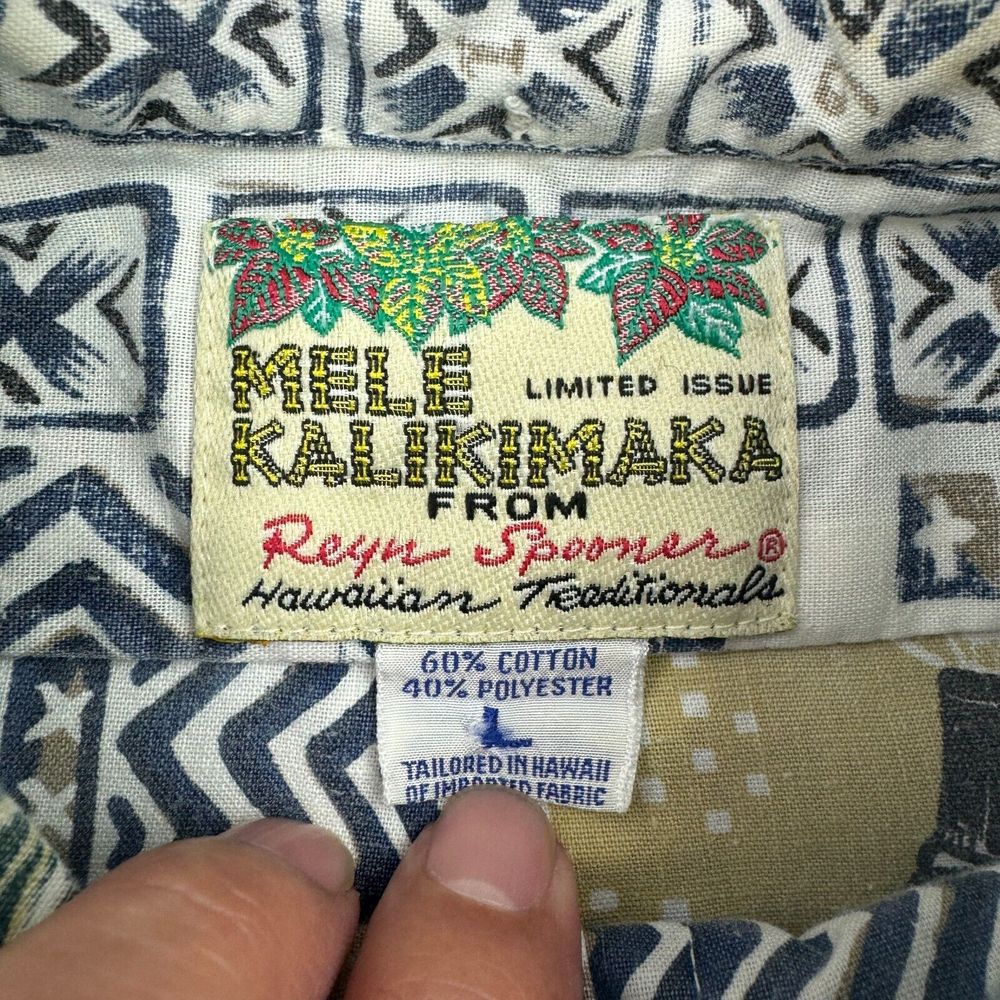 MELE
LIMITED ISSUE
KALIKIMAKA
FROM
Reyn Spooner®
Hawaiian Traditionals
60% COTTON
40% POLYESTER
L
TAILORED IN HAWAII
OF IMPORTED FABRIC